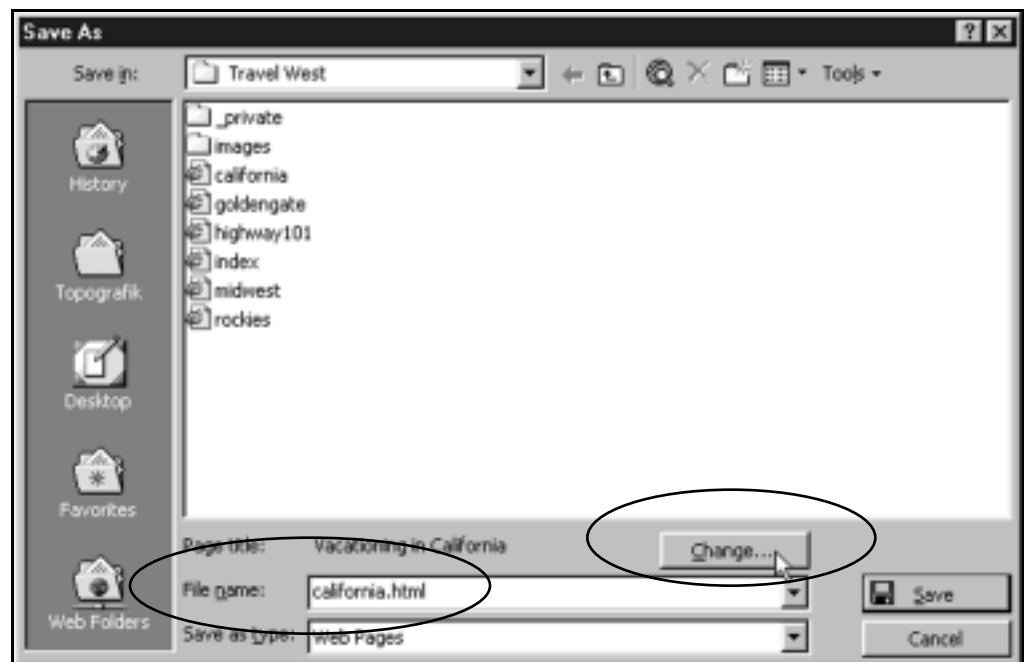 Save As
Save in:
Travel West
Tools
_private
images
california
goldengate
highway101
index
midwest
rockies
History
Topografik
Desktop
Favorites
Web Folders
Page title: Vacationing in California
Change...
File name: california.html
Save
Save as type: Web Pages
Cancel